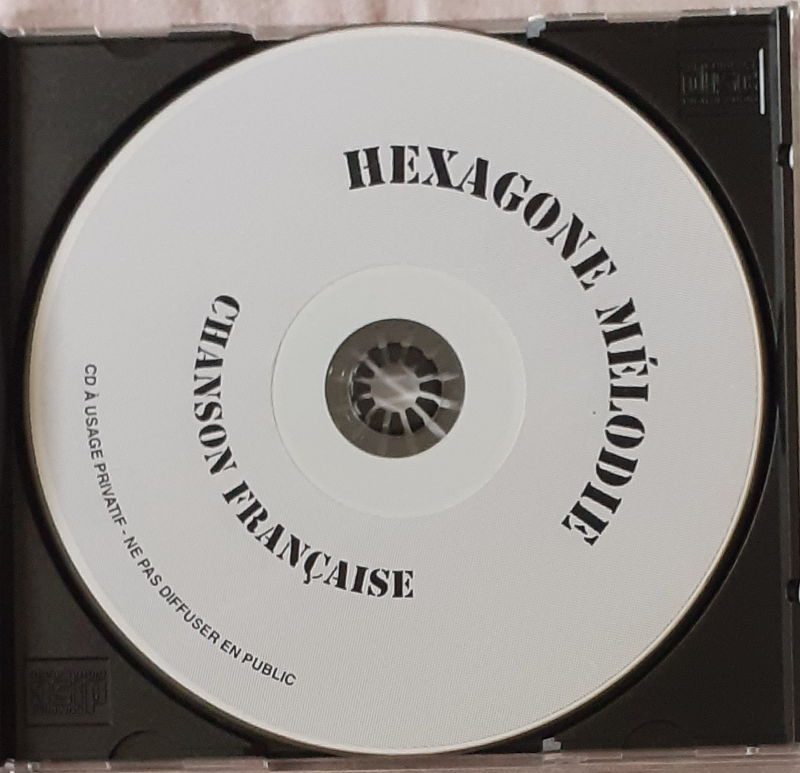 HEXAGONE MÉLODIE
CHANSON FRANÇAISE
CD À USAGE PRIVATIF - NE PAS DIFFUSER EN PUBLIC